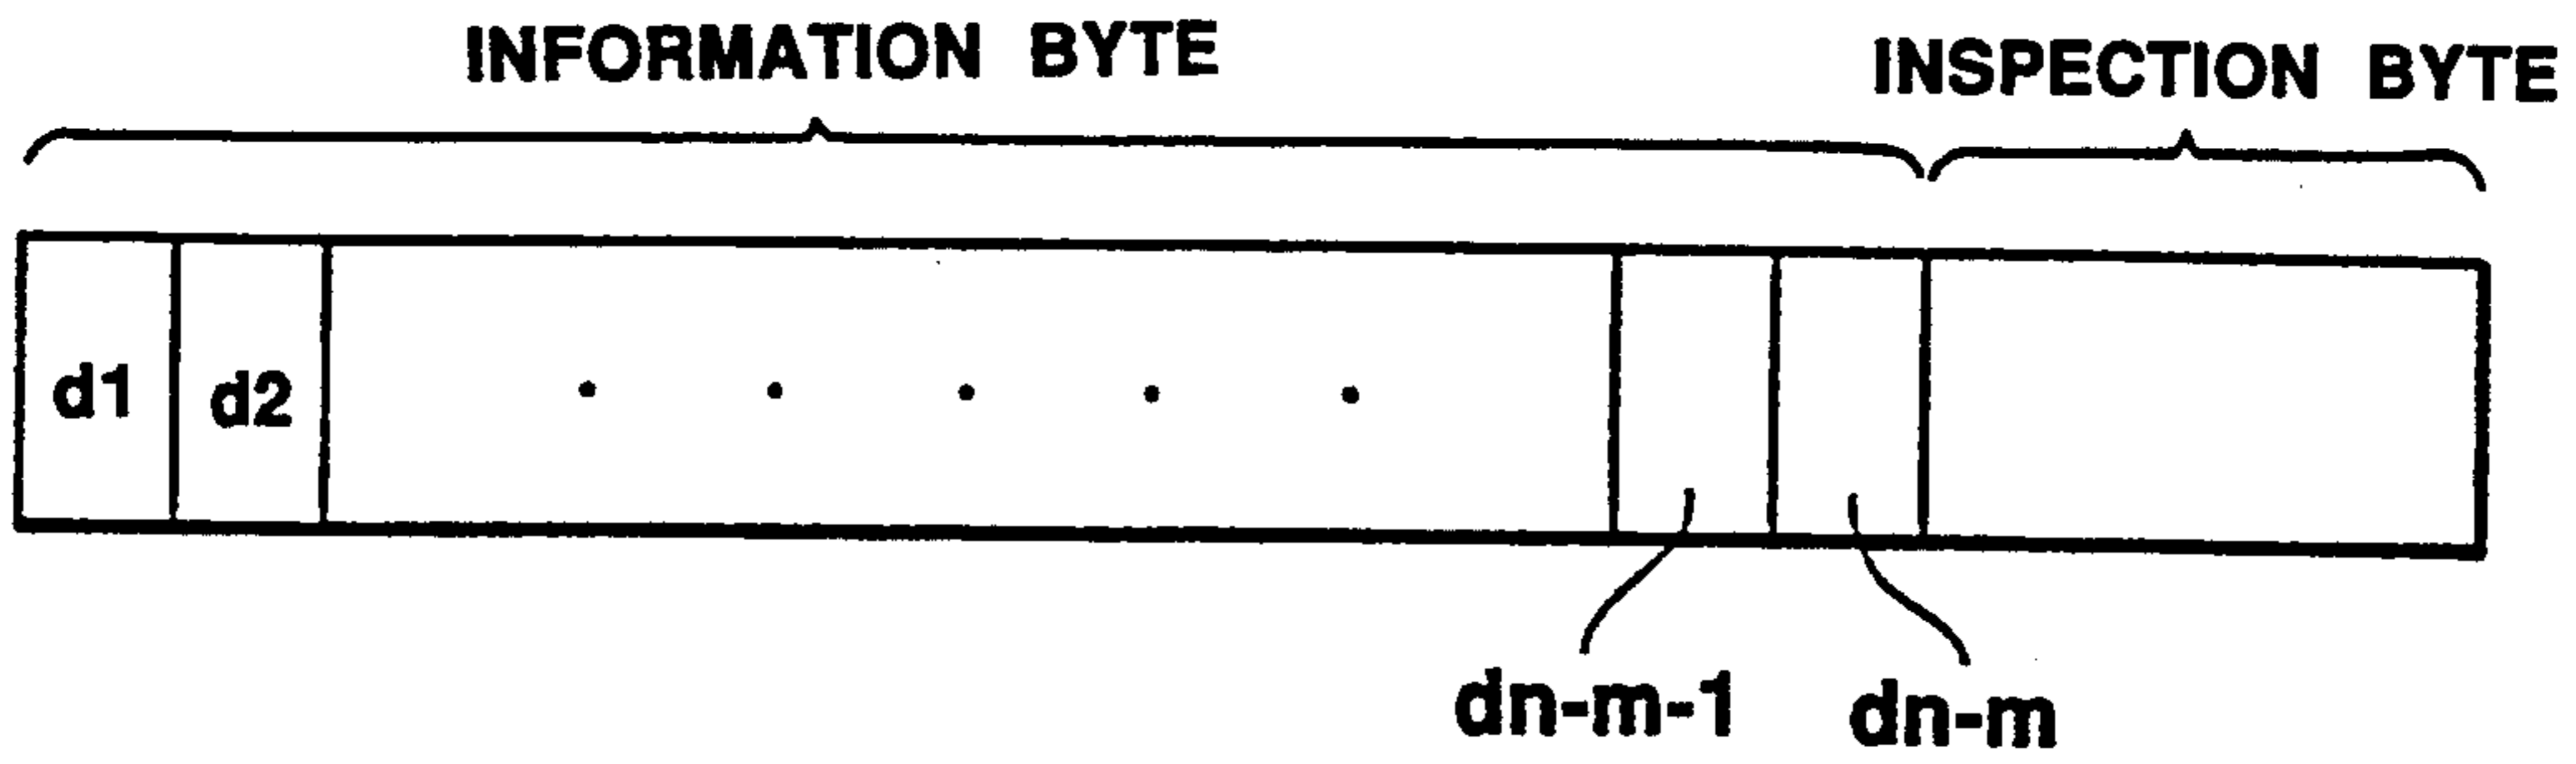 INFORMATION BYTE INSPECTION BYTE
d1 d2 . . . . .
dn-m-1 dn-m